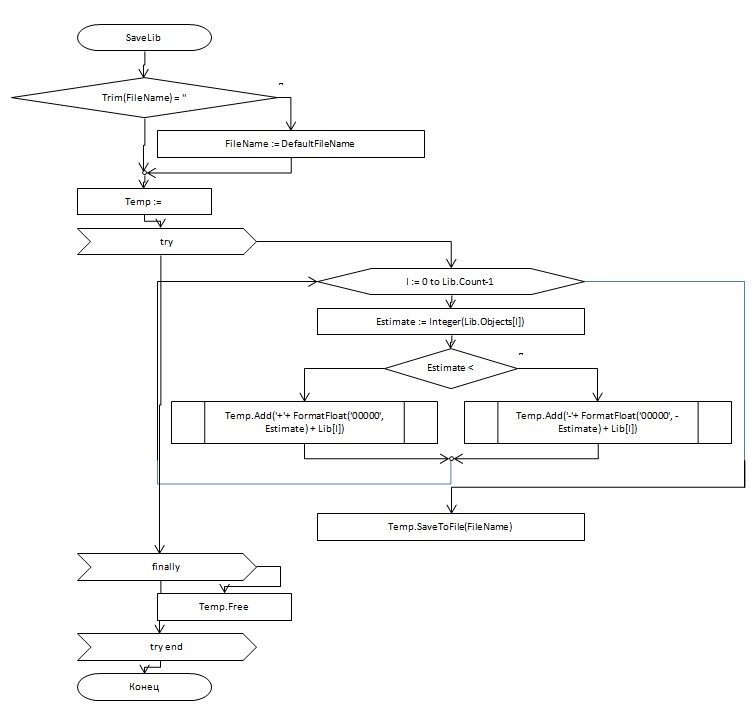 SaveLib
Trim(FileName) = ''
FileName := DefaultFileName
Temp :=
try
I := 0 to Lib.Count-1
Estimate := Integer(Lib.Objects[I])
Estimate <
Temp.Add('+'+ FormatFloat('00000',
Estimate) + Lib[I])
Temp.Add('-'+ FormatFloat('00000', -
Estimate) + Lib[I])
Temp.SaveToFile(FileName)
finally
Temp.Free
try end
Конец